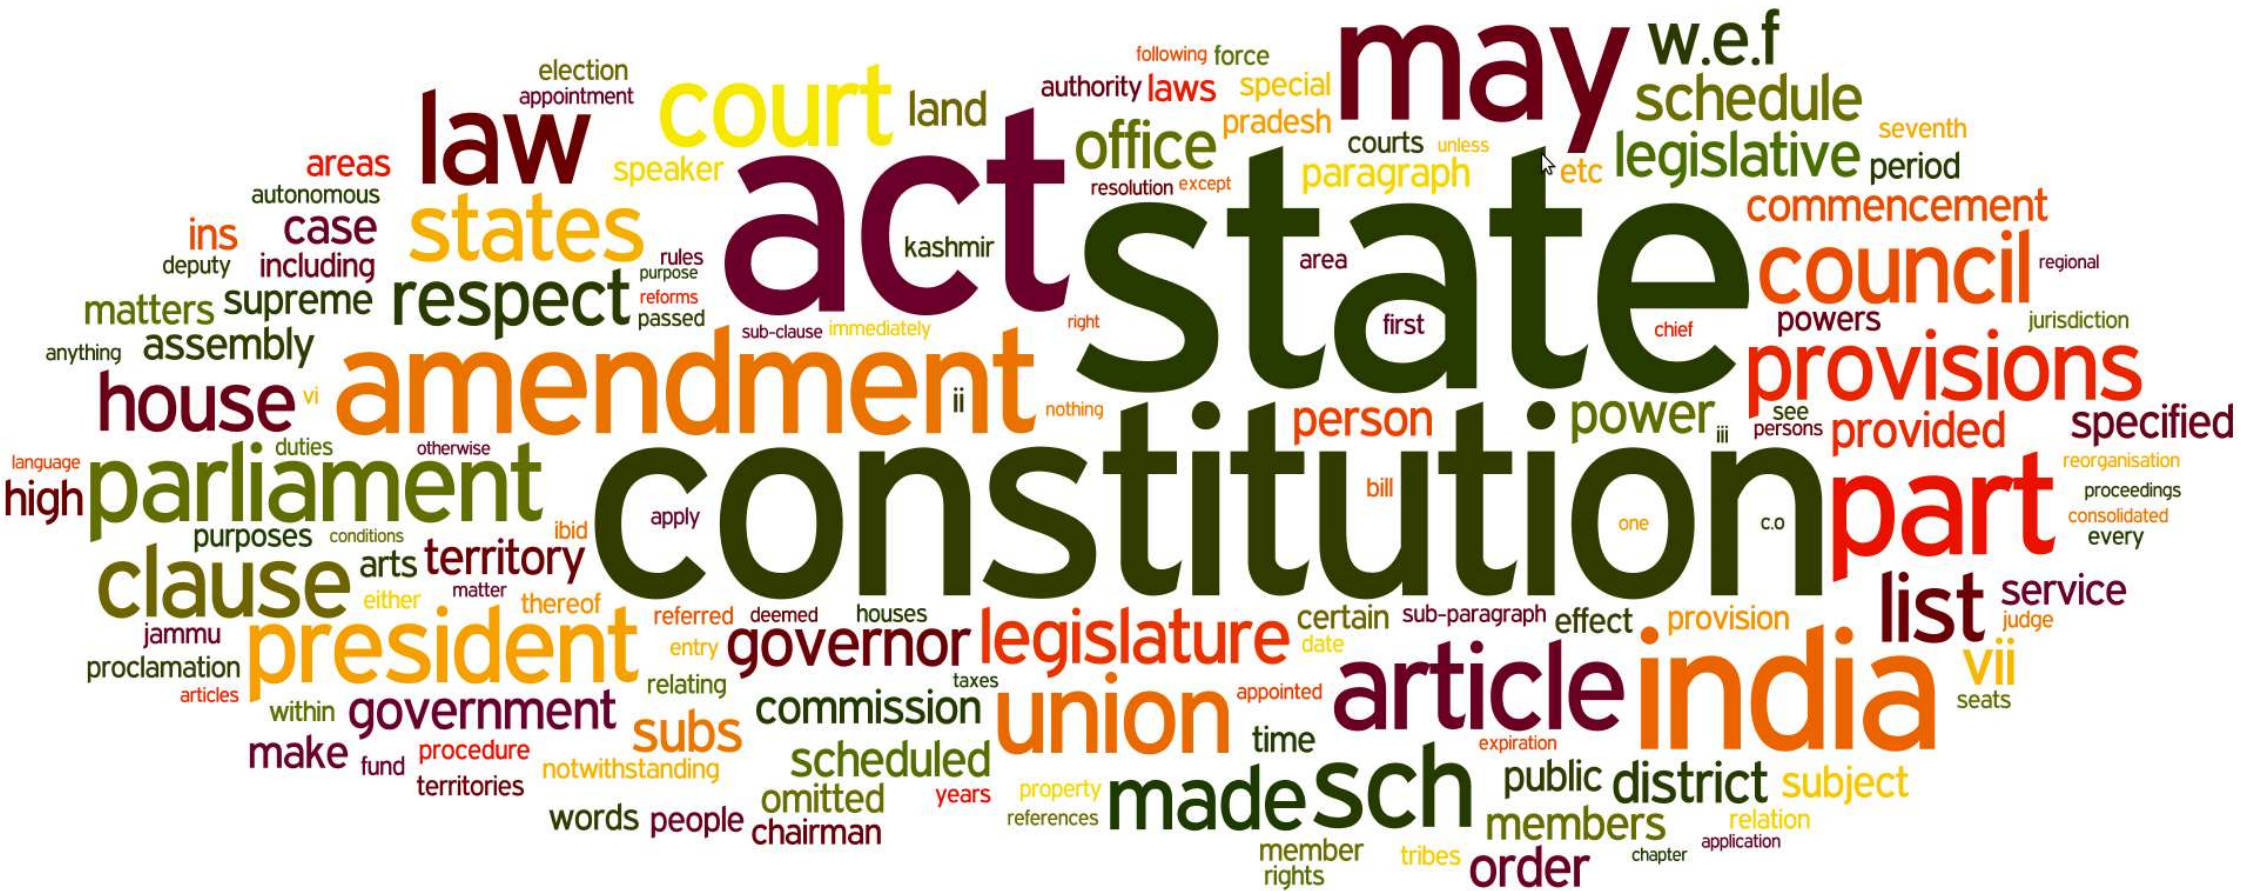 following force may w.e.f
election
appointment
court land
authority laws special
schedule
law
office pradesh
courts unless
legislative seventh
period
areas
speaker
act
resolution except
paragraph
etc
autonomous
states
state
commencement
ins case
kashmir
deputy including
rules
purpose
area
council regional
matters supreme respect
reforms
passed
sub-clause immediately
right
first
chief
powers jurisdiction
anything assembly
amendment
provisions
house vi
ii
nothing
person power iii
see
persons
provided specified
language
duties
otherwise
high parliament
constitution
part
reorganisation
proceedings
apply
bill
one
c.o
consolidated
every
purposes conditions ibid
clause arts territory
either matter thereof
list service
jammu
president
referred deemed houses
certain sub-paragraph effect provision
judge
entry governor legislature date
proclamation
articles
relating
taxes
article india vii
seats
within government
subs
commission union appointed
make fund procedure
time
expiration
territories notwithstanding
scheduled
made sch
public district subject
omitted years property
references
words people chairman
members relation
application
member
rights
tribes order chapter